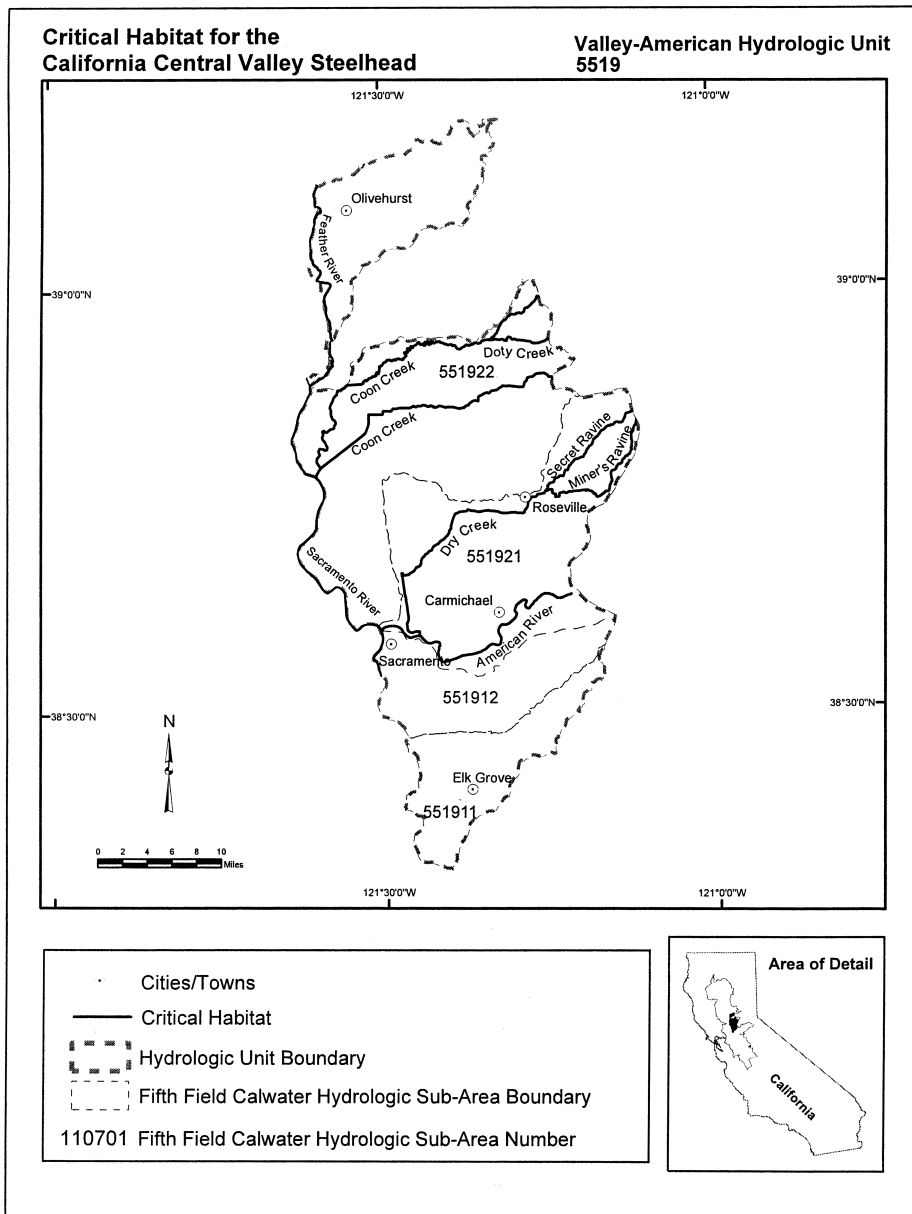 Critical Habitat for the
California Central Valley Steelhead
Valley-American Hydrologic Unit
5519
121°30'0"W
121°0'0"W
Olivehurst
Feather River
39°0'0"N
39°0'0"N
Doty Creek
Coon Creek
551922
Coon Creek
Secret Ravine
Miner's Ravine
Roseville
Dry Creek
551921
Sacramento River
Carmichael
American River
Sacramento
551912
38°30'0"N
38°30'0"N
N
Elk Grove
551911
0 2 4 6 8 10
Miles
121°30'0"W
121°0'0"W
Cities/Towns
Critical Habitat
Hydrologic Unit Boundary
Fifth Field Calwater Hydrologic Sub-Area Boundary
110701 Fifth Field Calwater Hydrologic Sub-Area Number
Area of Detail
California